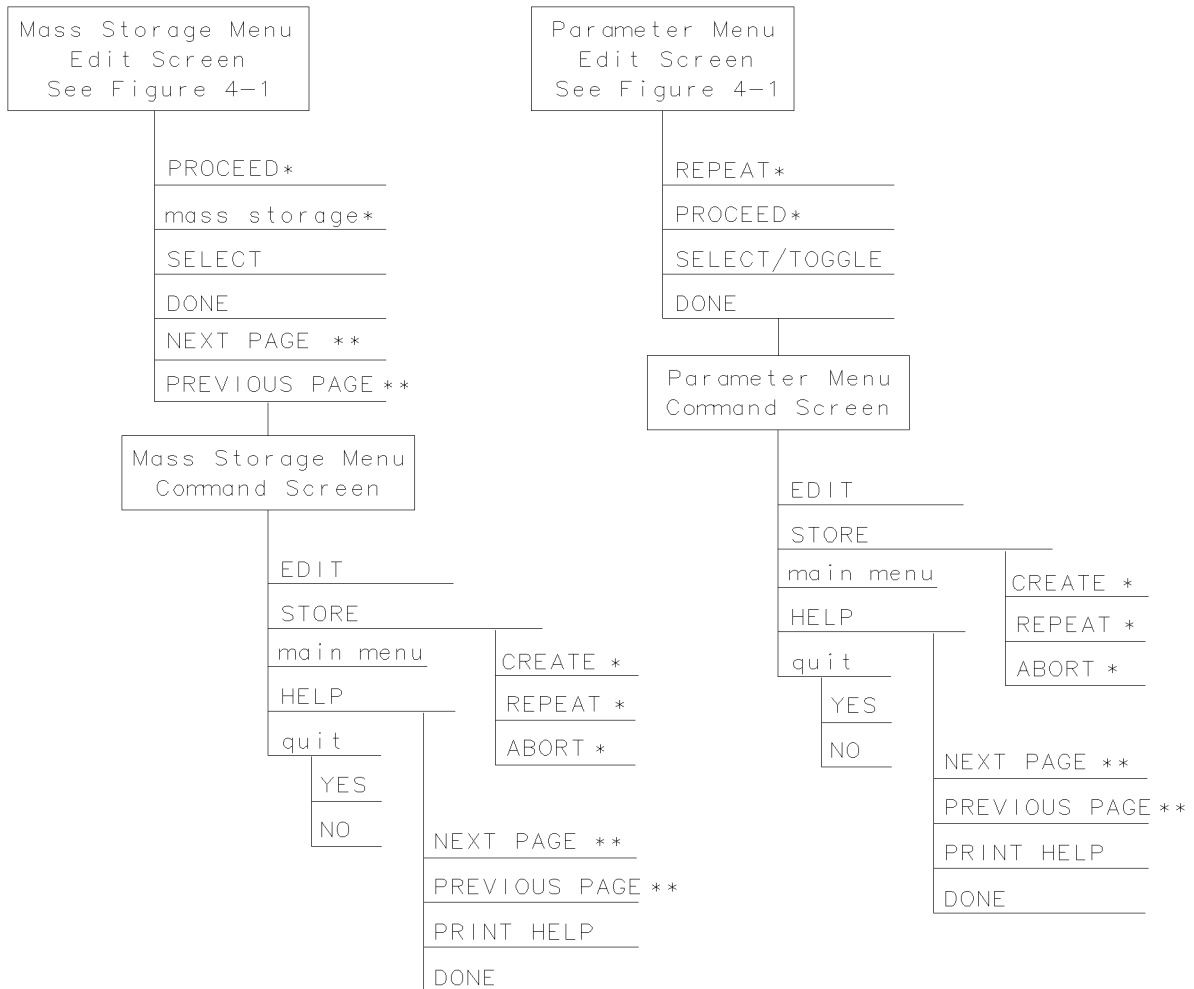 Mass Storage Menu
Edit Screen
See Figure 4-1
PROCEED*
mass storage*
SELECT
DONE
NEXT PAGE **
PREVIOUS PAGE **
Mass Storage Menu
Command Screen
EDIT
STORE
main menu
HELP
quit
CREATE *
REPEAT *
ABORT *
YES
NO
NEXT PAGE **
PREVIOUS PAGE **
PRINT HELP
DONE
Parameter Menu
Edit Screen
See Figure 4-1
REPEAT*
PROCEED*
SELECT/TOGGLE
DONE
Parameter Menu
Command Screen
EDIT
STORE
main menu
HELP
quit
CREATE *
REPEAT *
ABORT *
YES
NO
NEXT PAGE **
PREVIOUS PAGE **
PRINT HELP
DONE